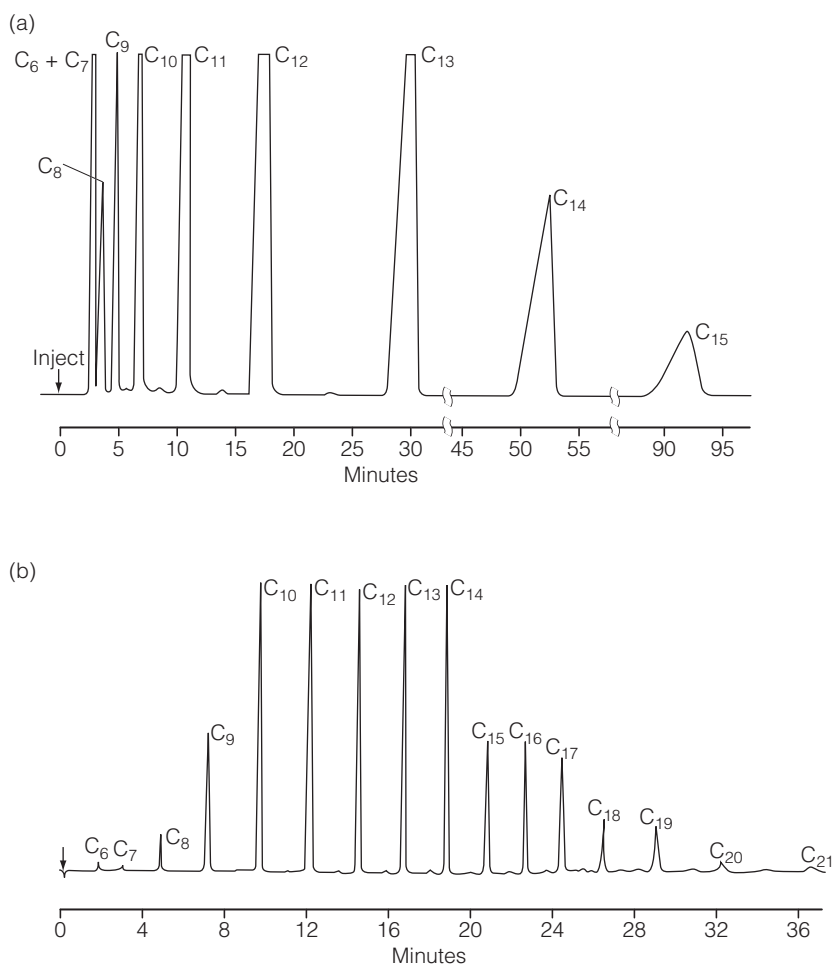 (a)
C₉
C₆ + C₇
C₁₀
C₁₁
C₁₂
C₁₃
C₈
C₁₄
C₁₅
Inject
0 5 10 15 20 25 30 45 50 55 90 95
Minutes
(b)
C₁₀
C₁₁
C₁₂
C₁₃
C₁₄
C₉
C₁₅
C₁₆
C₁₇
C₁₈
C₁₉
C₆
C₇
C₈
C₂₀
C₂₁
0 4 8 12 16 20 24 28 32 36
Minutes